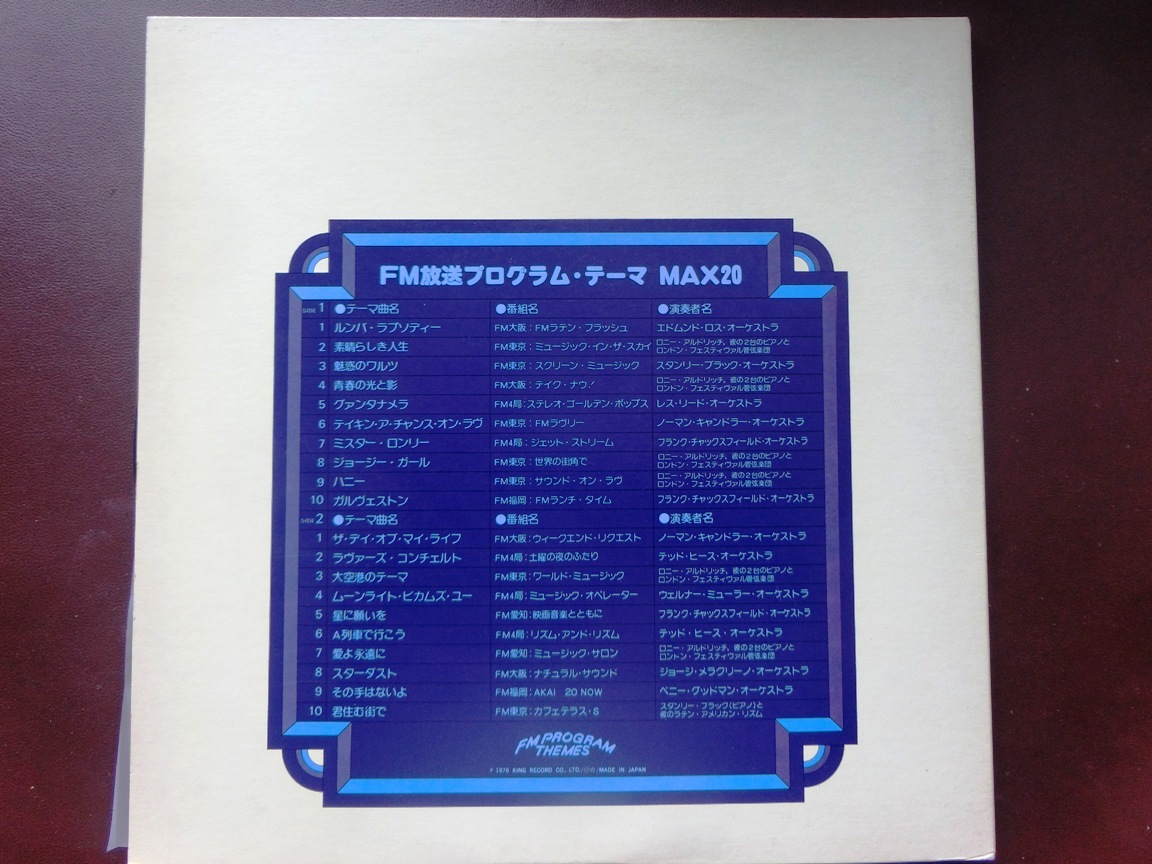 FM放送プログラム・テーマ MAX20
SIDE 1 ●テーマ曲名 ●番組名 ●演奏者名
1 ルンバ・ラプソディー FM大阪：FMラテン・フラッシュ エドムンド・ロス・オーケストラ
2 素晴らしき人生 FM東京：ミュージック・イン・ザ・スカイ ロニー・アルドリッチ，彼の2台のピアノと
ロンドン・フェスティヴァル管弦楽団
3 魅惑のワルツ FM東京：スクリーン・ミュージック スタンリー・ブラック・オーケストラ
4 青春の光と影 FM大阪：テイク・ナウ! ロニー・アルドリッチ，彼の2台のピアノと
ロンドン・フェスティヴァル管弦楽団
5 グァンタナメラ FM4局：ステレオ・ゴールデン・ポップス レス・リード・オーケストラ
6 テイキン・ア・チャンス・オン・ラヴ FM東京：FMラヴリー ノーマン・キャンドラー・オーケストラ
7 ミスター・ロンリー FM4局：ジェット・ストリーム フランク・チャックスフィールド・オーケストラ
8 ジョージー・ガール FM東京：世界の街角で ロニー・アルドリッチ，彼の2台のピアノと
ロンドン・フェスティヴァル管弦楽団
9 ハニー FM東京：サウンド・オン・ラヴ ロニー・アルドリッチ，彼の2台のピアノと
ロンドン・フェスティヴァル管弦楽団
10 ガルヴェストン FM福岡：FMランチ・タイム フランク・チャックスフィールド・オーケストラ
SIDE 2 ●テーマ曲名 ●番組名 ●演奏者名
1 ザ・デイ・オブ・マイ・ライフ FM大阪：ウィークエンド・リクエスト ノーマン・キャンドラー・オーケストラ
2 ラヴァーズ・コンチェルト FM4局：土曜の夜のふたり テッド・ヒース・オーケストラ
3 大空港のテーマ FM東京：ワールド・ミュージック ロニー・アルドリッチ，彼の2台のピアノと
ロンドン・フェスティヴァル管弦楽団
4 ムーンライト・ビカムズ・ユー FM4局：ミュージック・オペレーター ウェルナー・ミューラー・オーケストラ
5 星に願いを FM愛知：映画音楽とともに フランク・チャックスフィールド・オーケストラ
6 A列車で行こう FM4局：リズム・アンド・リズム テッド・ヒース・オーケストラ
7 愛よ永遠に FM愛知：ミュージック・サロン ロニー・アルドリッチ，彼の2台のピアノと
ロンドン・フェスティヴァル管弦楽団
8 スターダスト FM大阪：ナチュラル・サウンド ジョージ・メラクリーノ・オーケストラ
9 その手はないよ FM福岡：AKAI 20 NOW ベニー・グッドマン・オーケストラ
10 君住む街で FM東京：カフェテラス・S スタンリー・ブラック(ピアノ)と
彼のラテン・アメリカン・リズム
FM PROGRAM
THEMES
℗1976 KING RECORD CO., LTD./ /MADE IN JAPAN